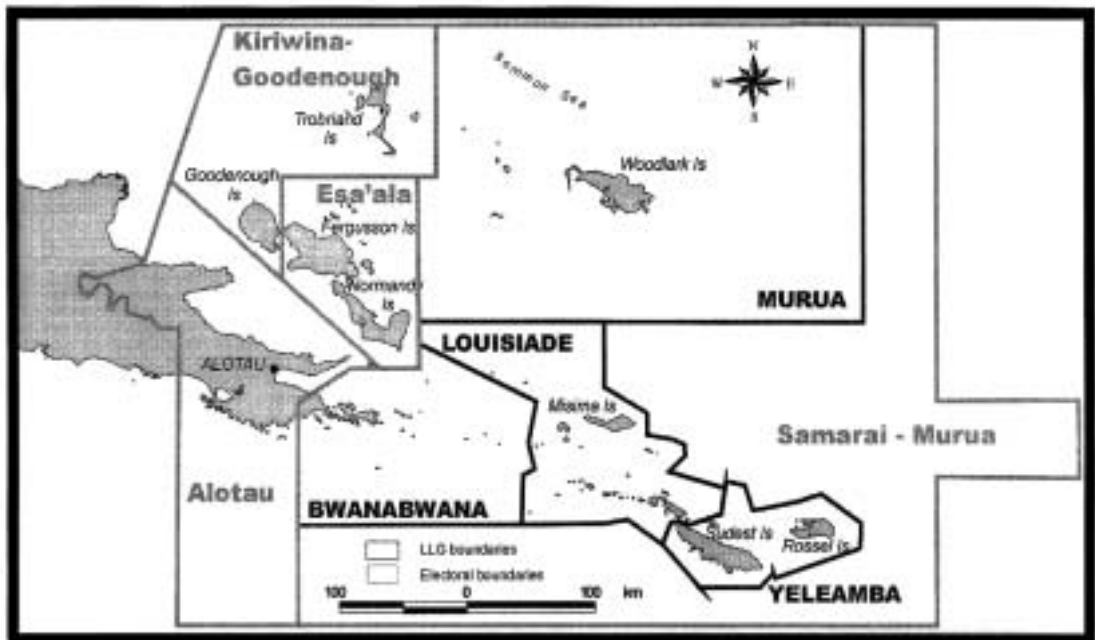 Kiriwina-
Goodenough
Solomon Sea
N
W
E
S
Trobriand
Is
Goodenough
Is
Woodlark Is
Esa'ala
Fergusson Is
Normanby
Is
MURUA
LOUISIADE
ALOTAU
Misima Is
Samarai - Murua
Alotau
BWANABWANA
Sudest Is
Rossel Is
LLG boundaries
Electoral boundaries
YELEAMBA
100 0 100 km